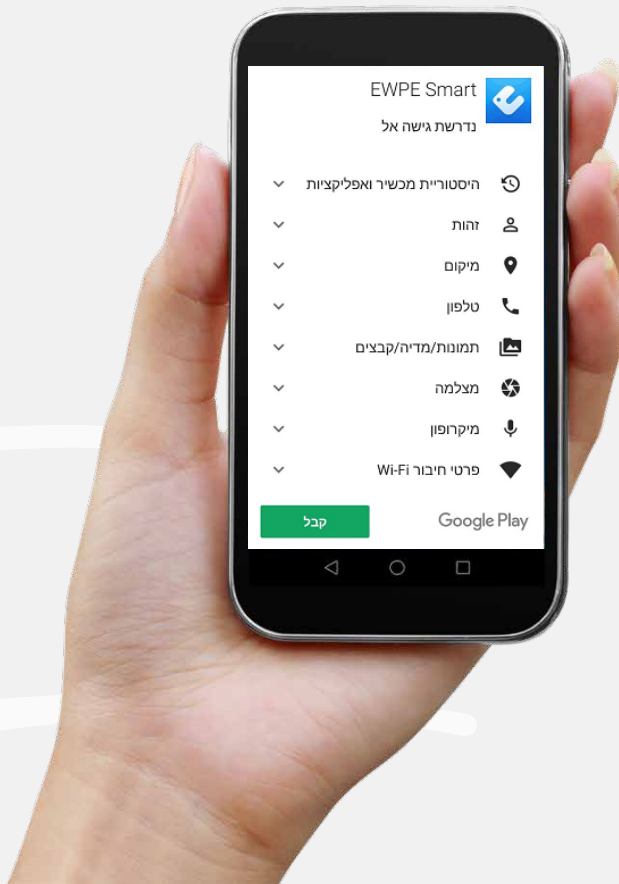 EWPE Smart
נדרשת גישה אל
היסטוריית מכשיר ואפליקציות
זהות
מיקום
טלפון
תמונות/מדיה/קבצים
מצלמה
מיקרופון
פרטי חיבור Wi-Fi
Google Play
קבל